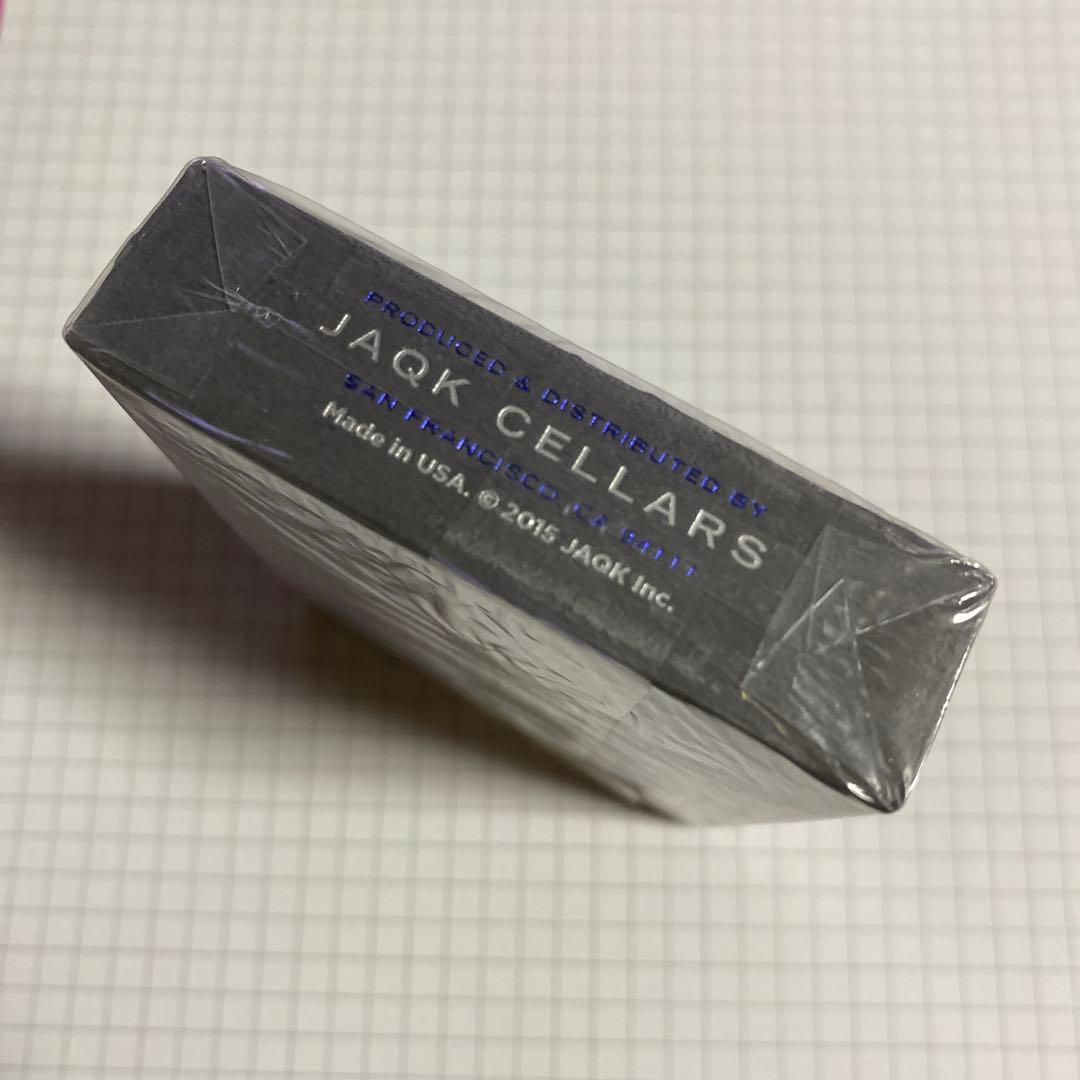 PRODUCED & DISTRIBUTED BY
JAQK CELLARS
SAN FRANCISCO, CA 94111
Made in USA. © 2015 JAQK Inc.